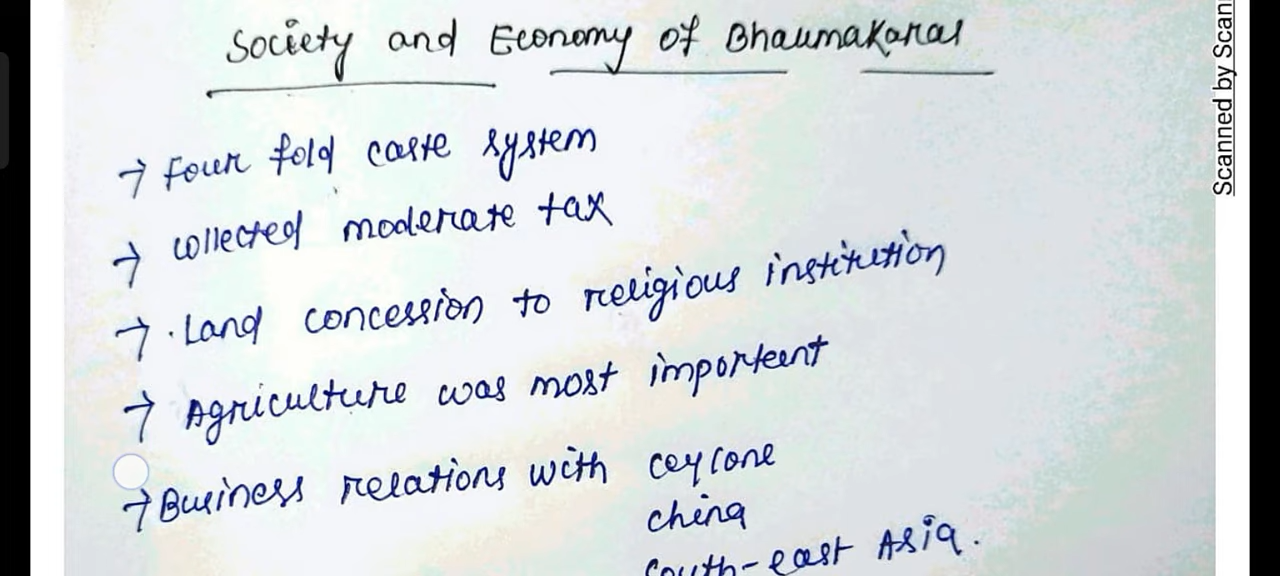 Society and Economy of Bhaumakaras
→ Four fold caste system
→ collected moderate tax
→ Land concession to religious institution
→ Agriculture was most important
→ Business relations with ceylone
china
South-east Asia.
Scanned by Scan